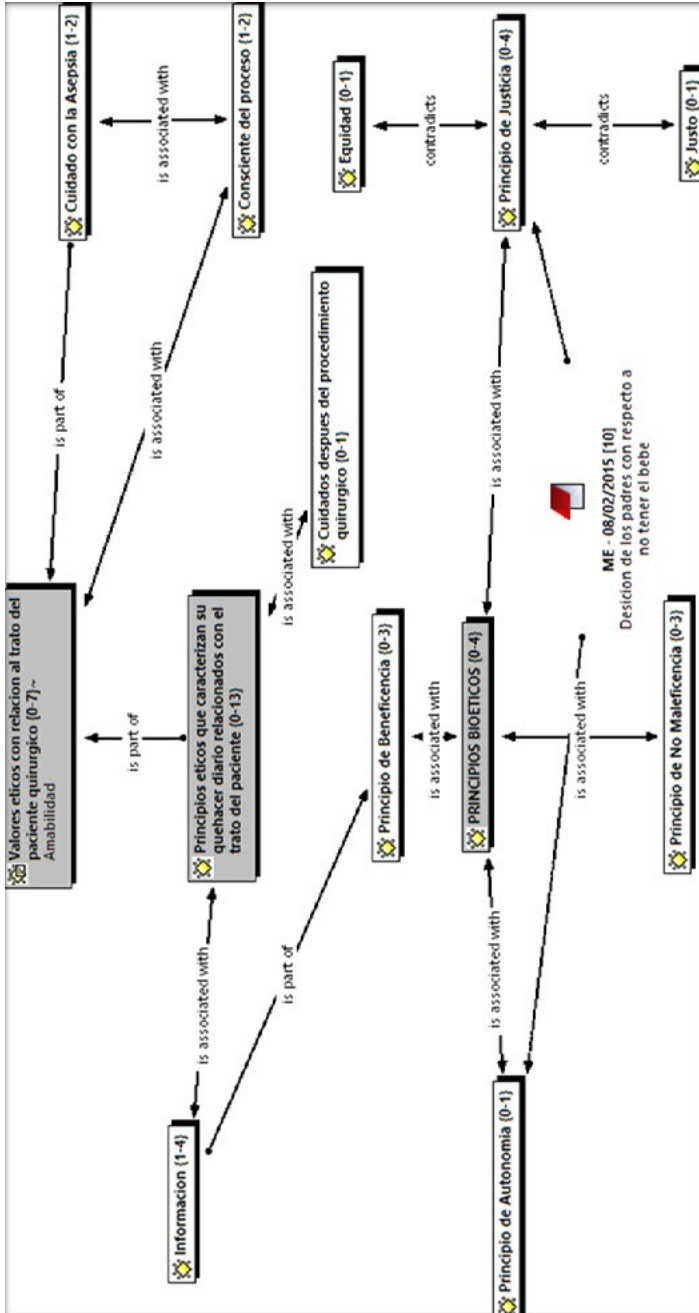 Valores eticos con relacion al trato del
paciente quirurgico {0-7}~
Amabilidad
is part of
Cuidado con la Asepsia {1-2}
is part of
is associated with
is associated with
Informacion {1-4}
is associated with
Principios eticos que caracterizan su
quehacer diario relacionados con el
trato del paciente {0-13}
Consciente del proceso {1-2}
is associated with
is part of
Cuidados despues del procedimiento
quirurgico {0-1}
Equidad {0-1}
Principio de Beneficencia {0-3}
is associated with
contradicts
Principio de Autonomia {0-1}
is associated with
PRINCIPIOS BIOETICOS {0-4}
is associated with
Principio de Justicia {0-4}
is associated with
contradicts
ME - 08/02/2015 [10]
Desicion de los padres con respecto a
no tener el bebe
Principio de No Maleficencia {0-3}
Justo {0-1}